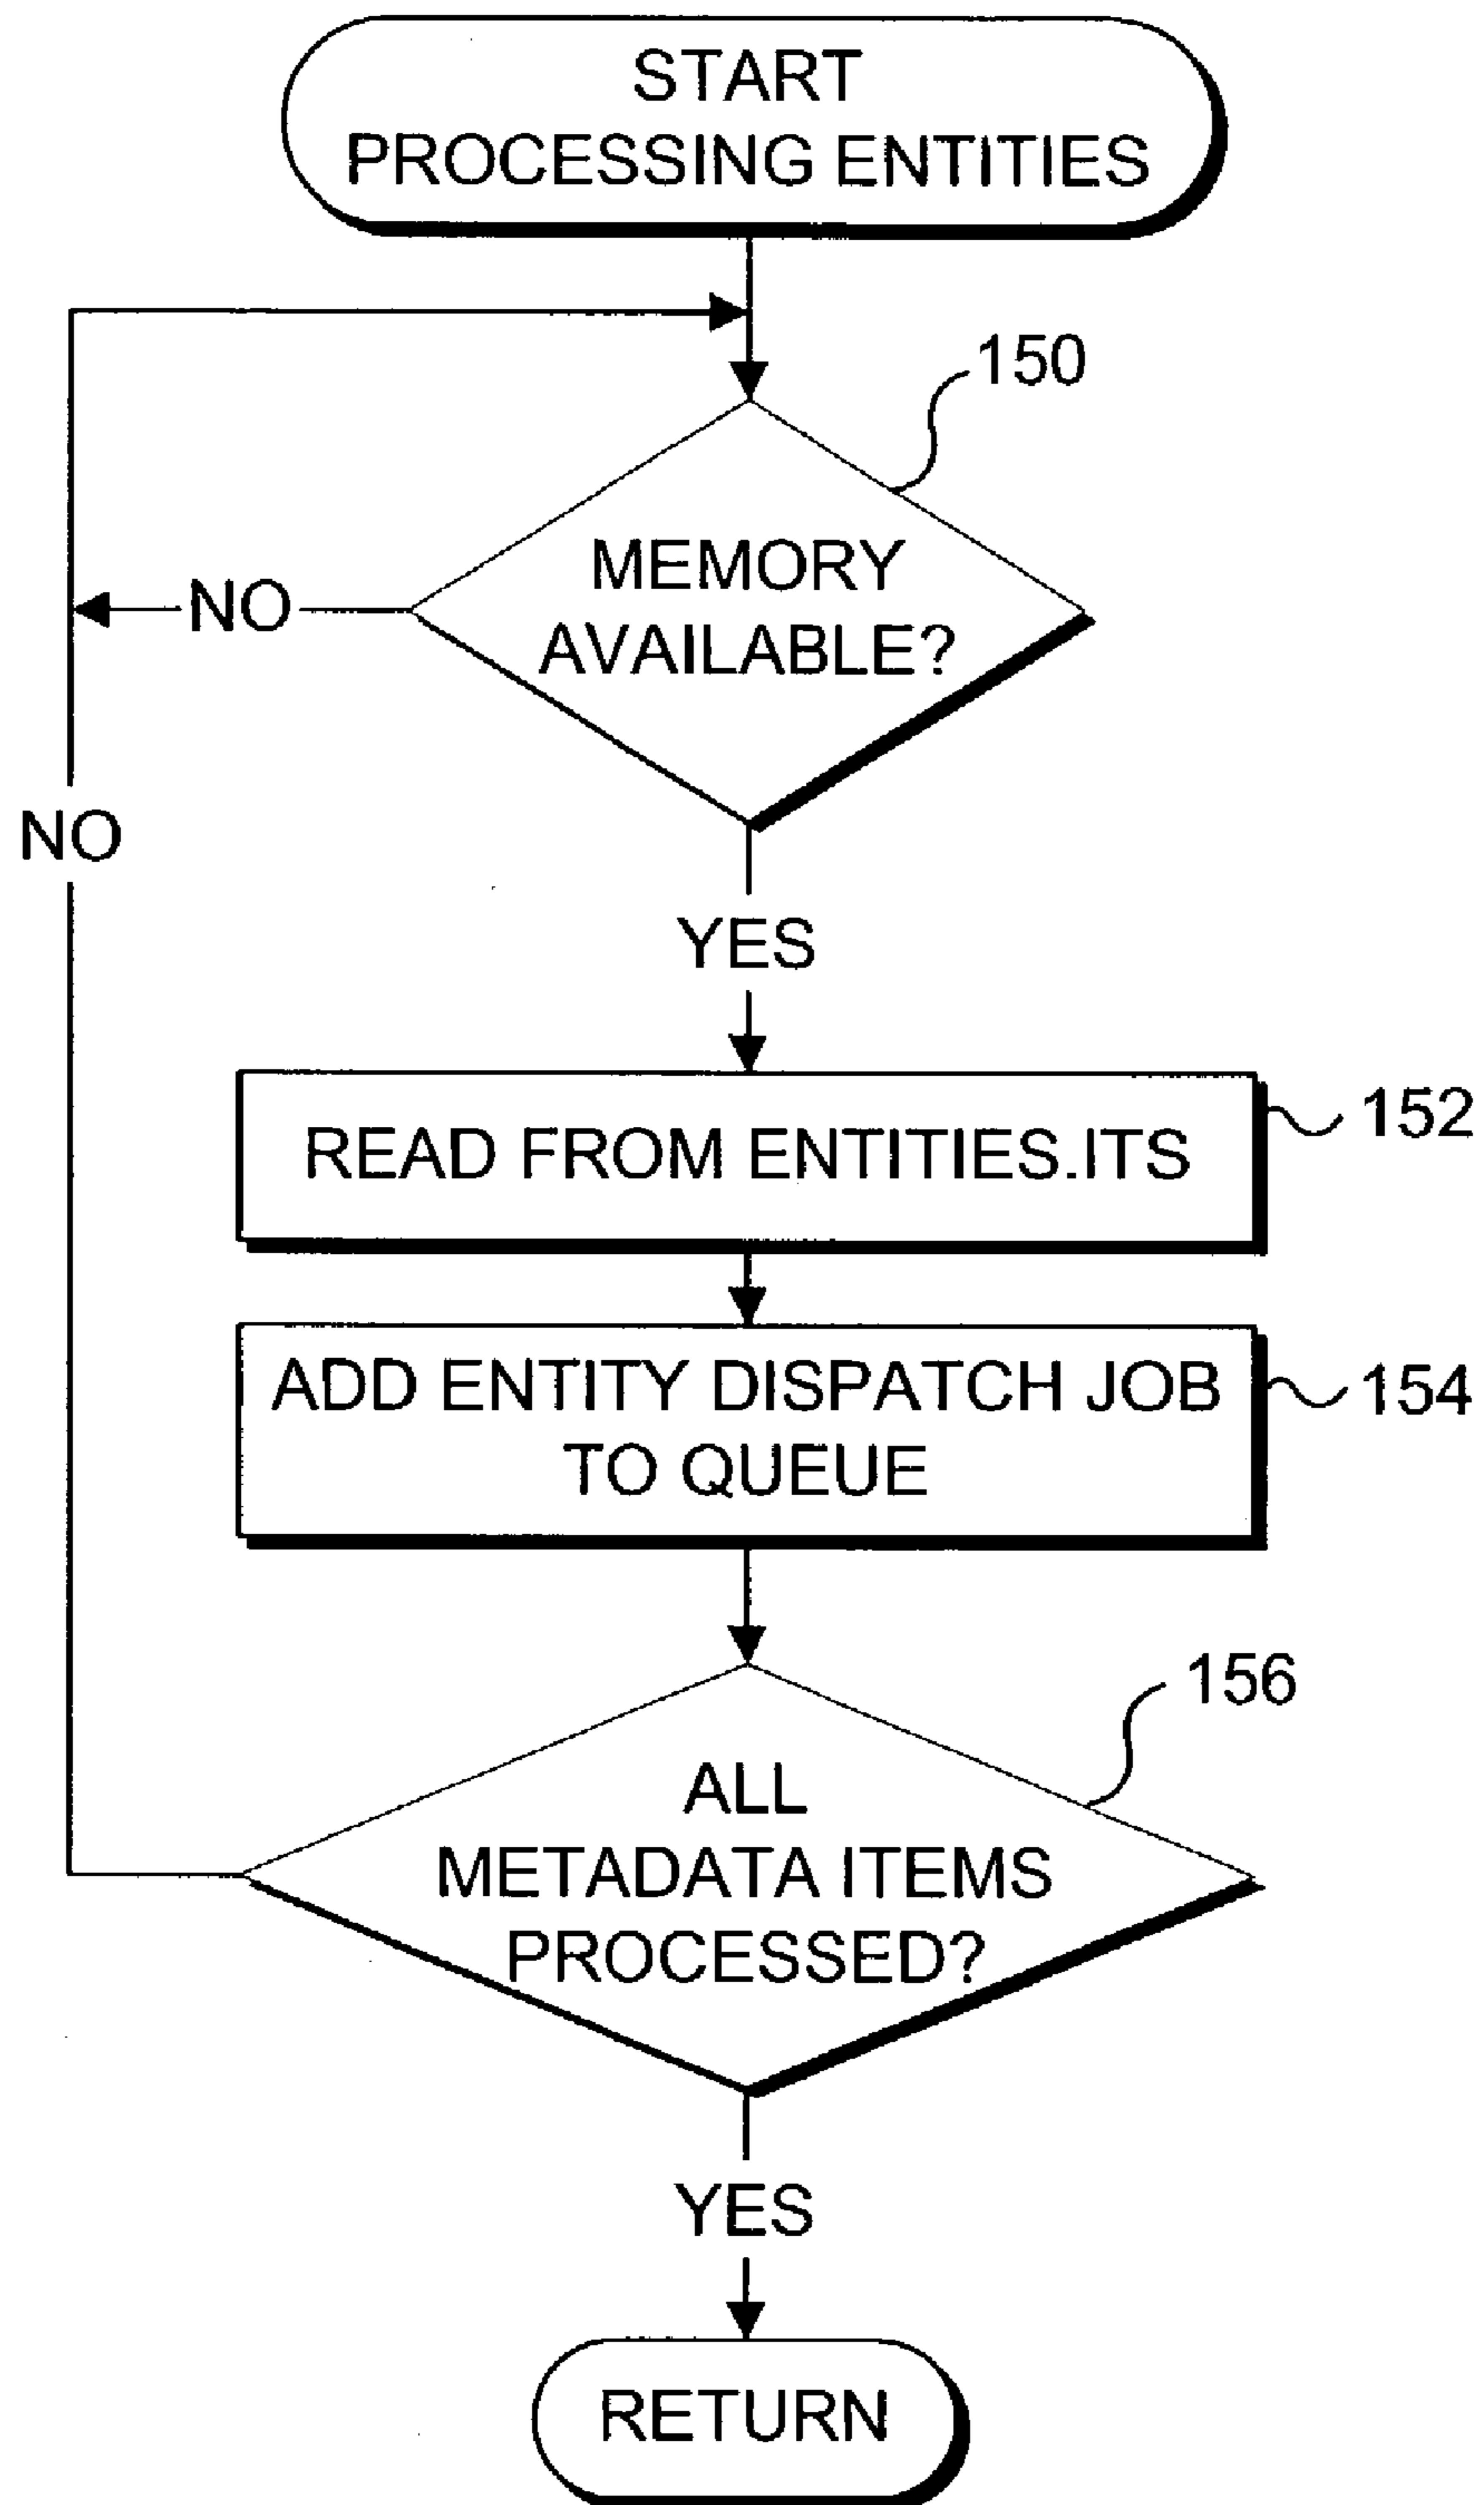 START
PROCESSING ENTITIES
150
MEMORY
AVAILABLE?
NO
NO
YES
READ FROM ENTITIES.ITS
152
ADD ENTITY DISPATCH JOB
TO QUEUE
154
156
ALL
METADATA ITEMS
PROCESSED?
YES
RETURN